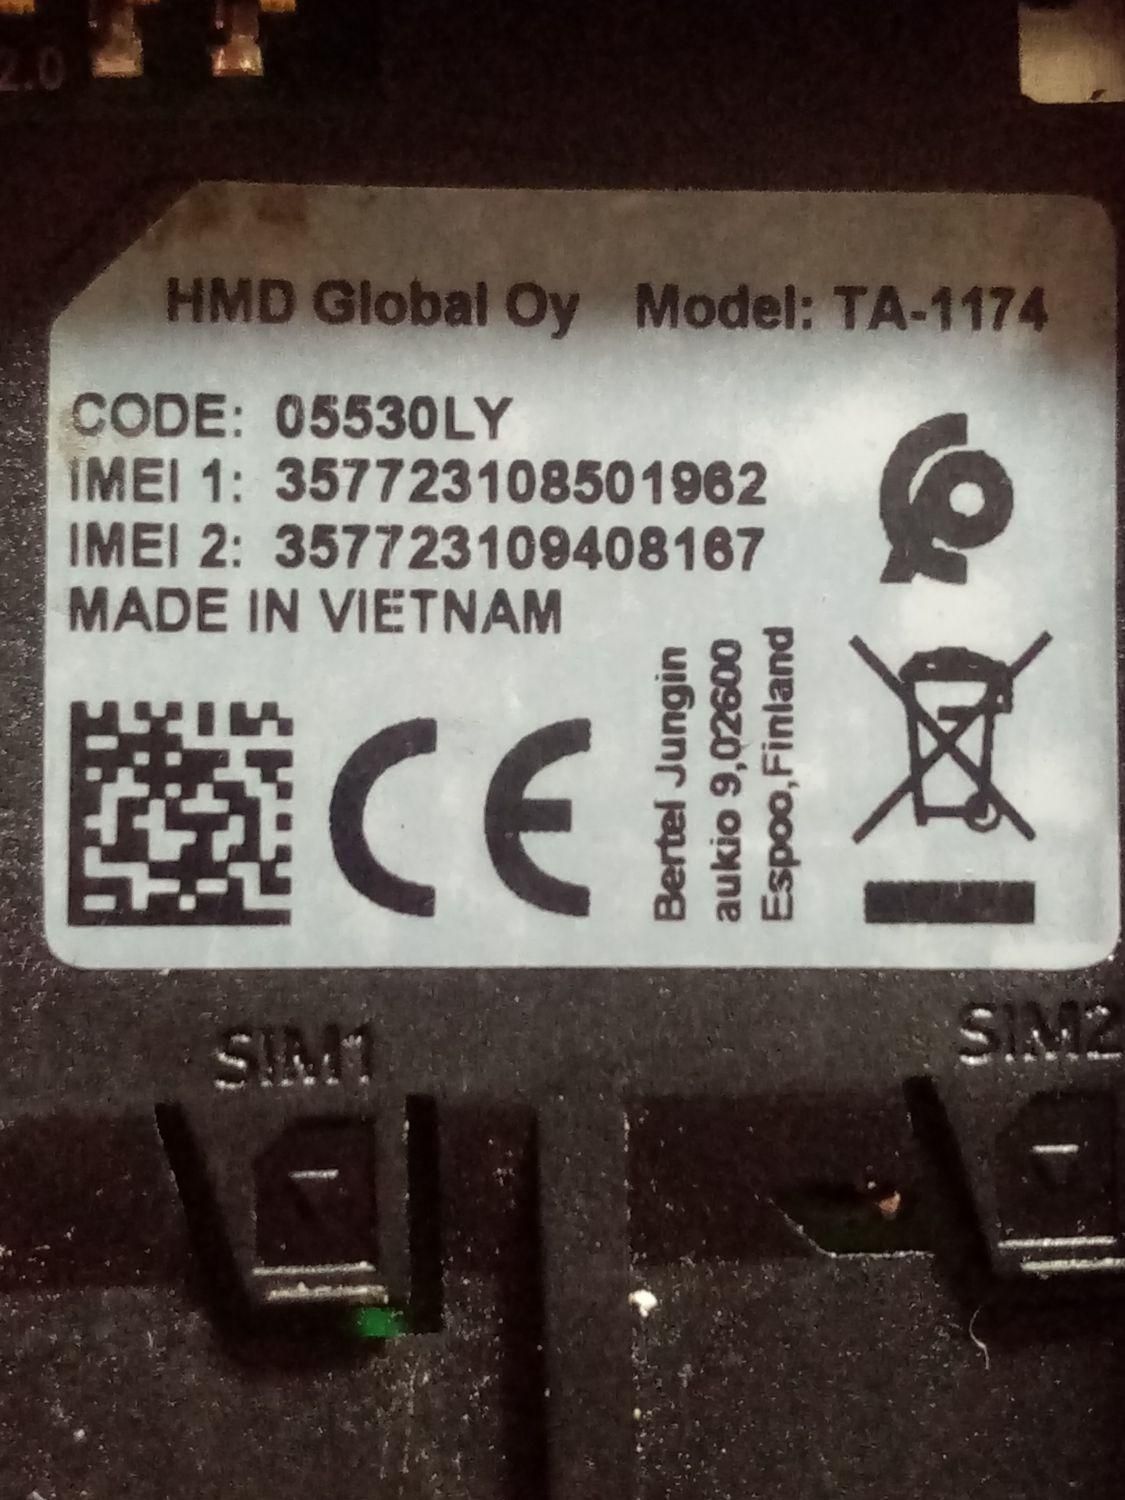 2.0
HMD Global Oy Model: TA-1174
CODE: 05530LY
IMEI 1: 357723108501962
IMEI 2: 357723109408167
MADE IN VIETNAM
CE
Bertel Jungin
aukio 9,02600
Espoo,Finland
SIM1
SIM2